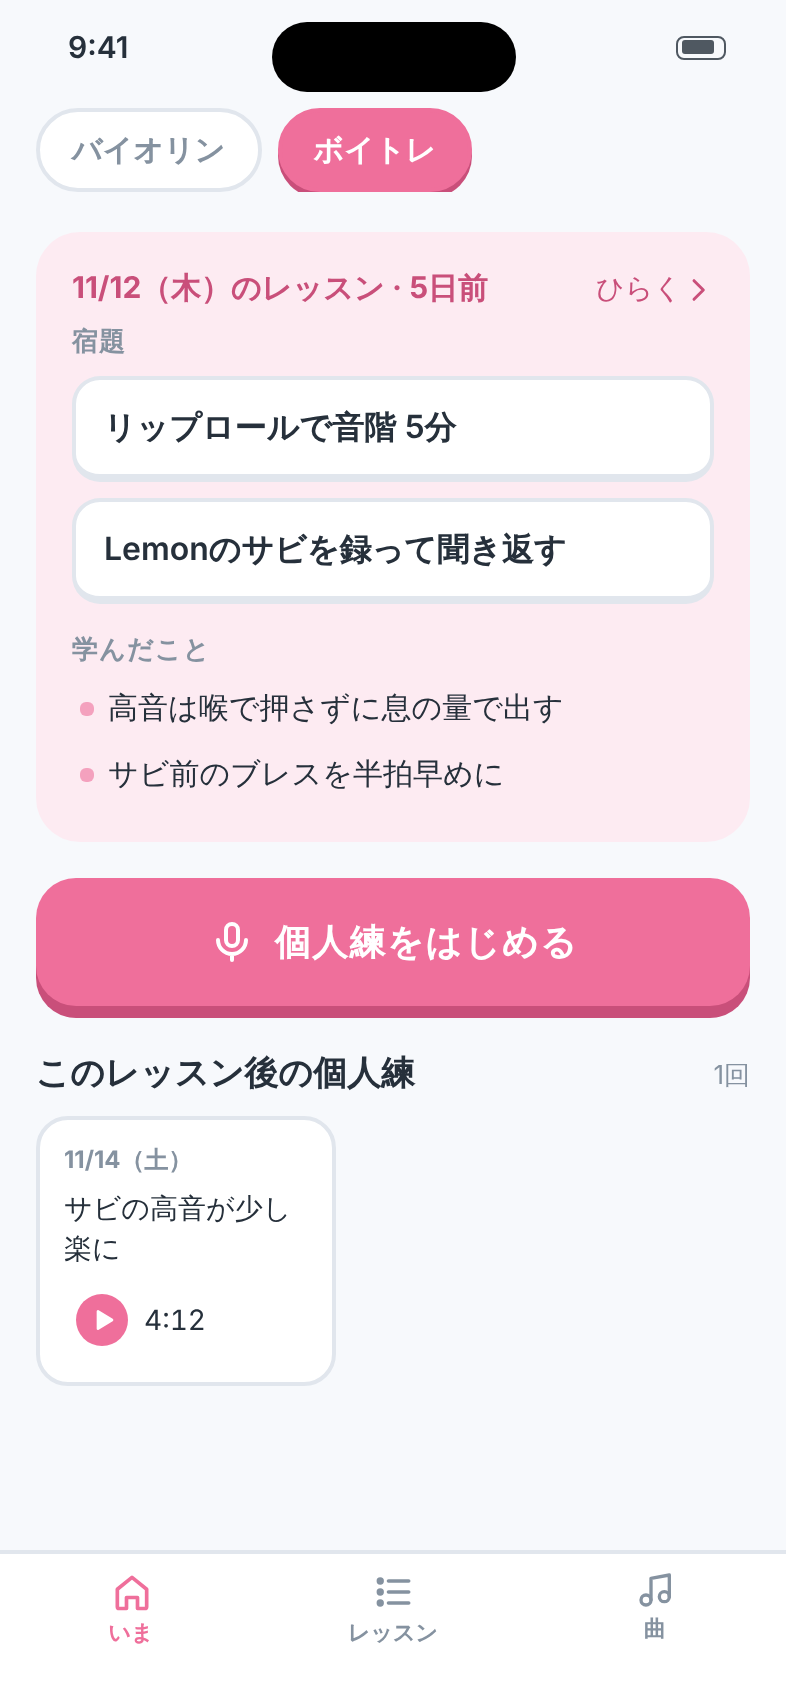 9:41
バイオリン
ボイトレ
11/12（木）のレッスン · 5日前
ひらく
宿題
リップロールで音階 5分
Lemonのサビを録って聞き返す
学んだこと
高音は喉で押さずに息の量で出す
サビ前のブレスを半拍早めに
個人練をはじめる
このレッスン後の個人練
1回
11/14（土）
サビの高音が少し
楽に
4:12
いま
レッスン
曲